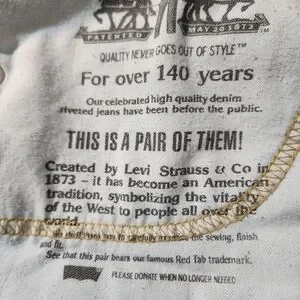 PATENTED MAY 20 1873
QUALITY NEVER GOES OUT OF STYLE™
For over 140 years
Our celebrated high quality denim
riveted jeans have been before the public.
THIS IS A PAIR OF THEM!
Created by Levi Strauss & Co in
1873 - it has become an American
tradition, symbolizing the vitality
of the West to people all over the
world.
the sewing, finish
and fit.
See that this pair bears our famous Red Tab trademark.
PLEASE DONATE WHEN NO LONGER NEEDED